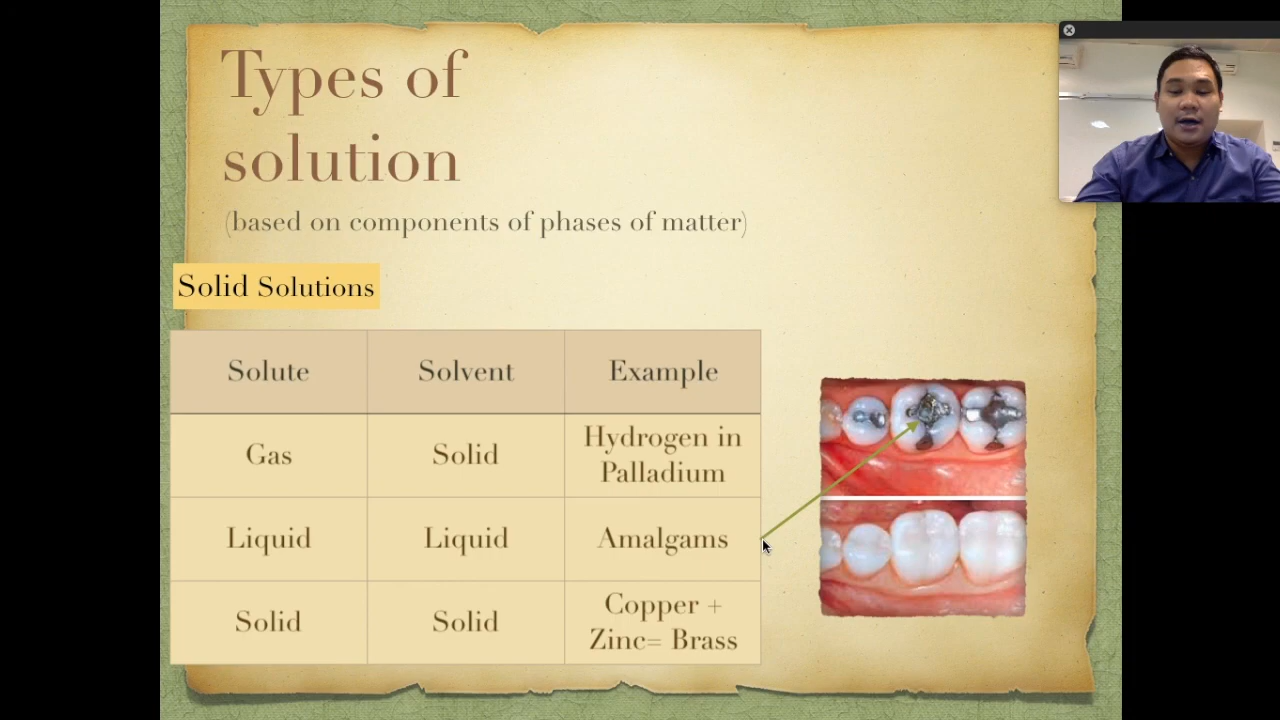 Types of
solution
(based on components of phases of matter)
Solid Solutions
Solute Solvent Example
Gas Solid Hydrogen in
Palladium
Liquid Liquid Amalgams
Solid Solid Copper +
Zinc= Brass